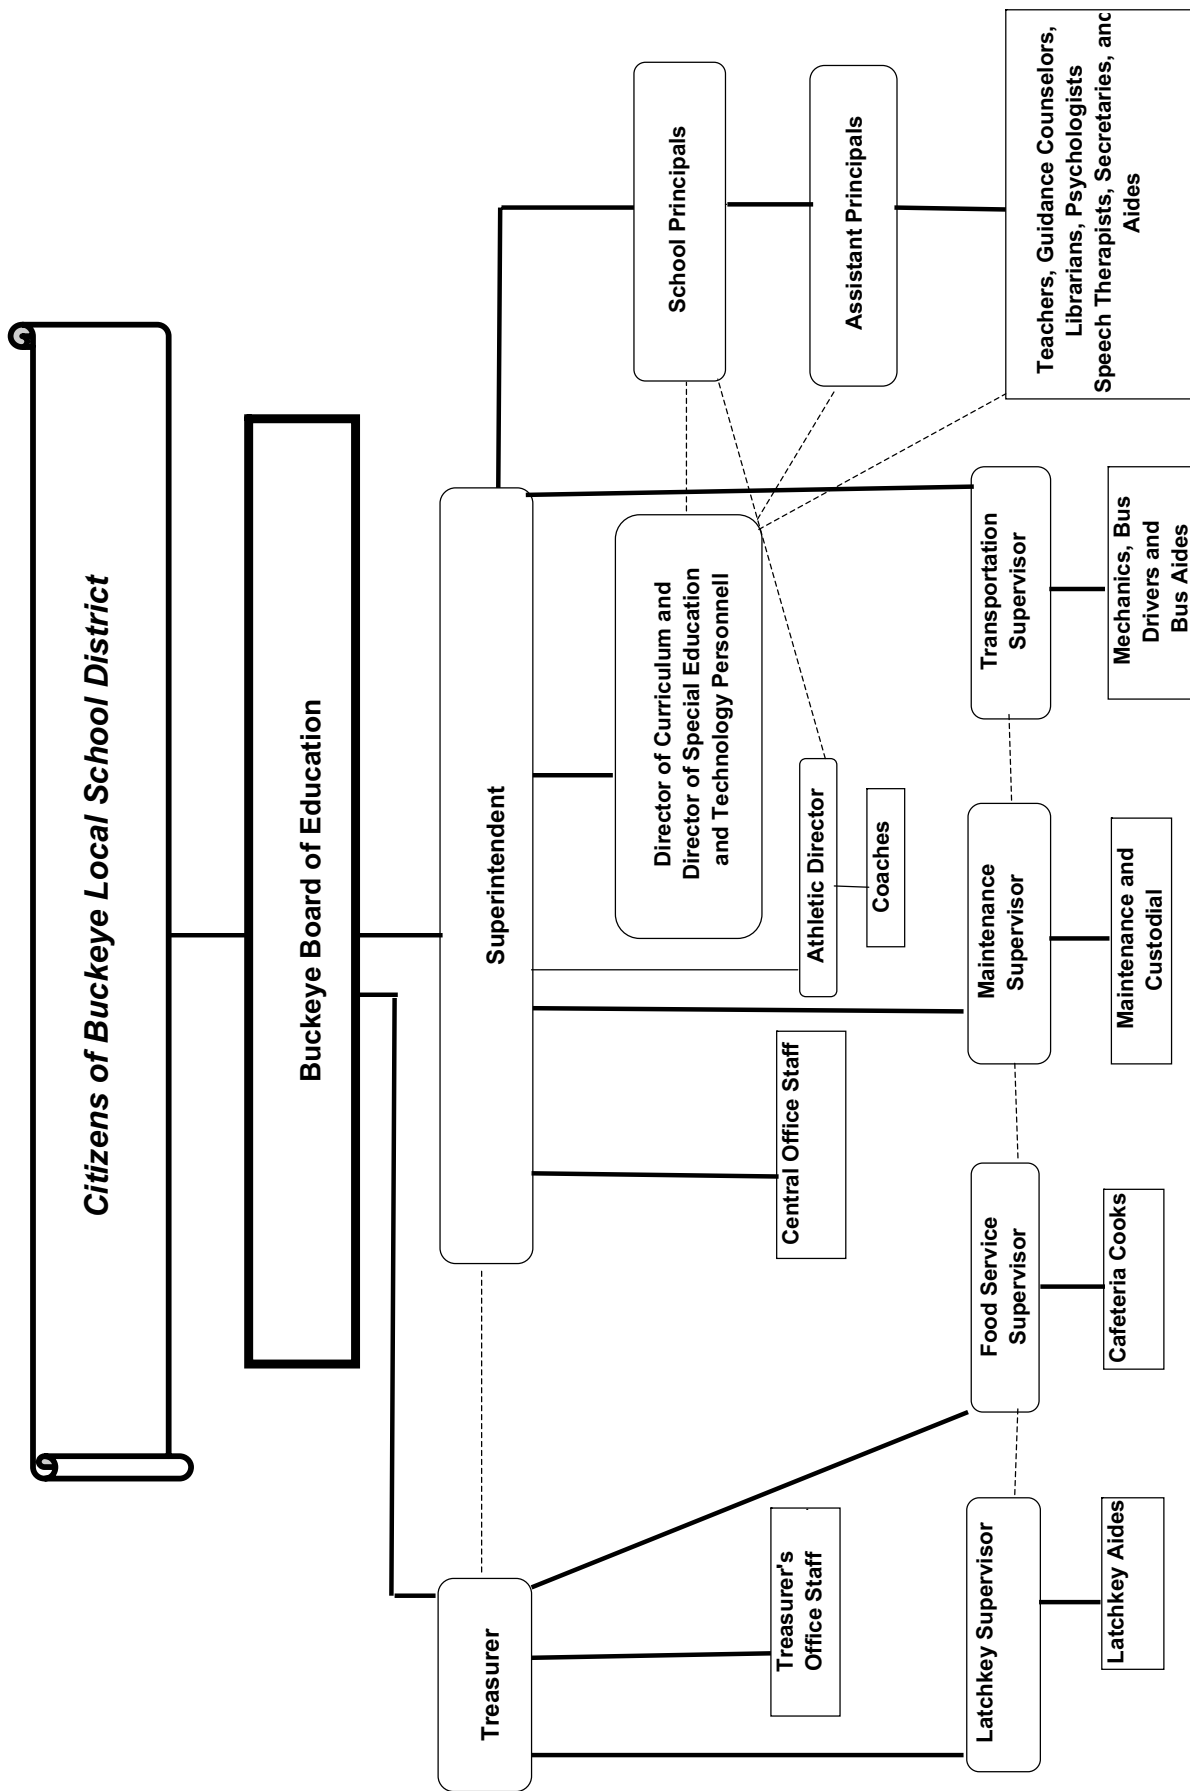 Citizens of Buckeye Local School District
Buckeye Board of Education
Treasurer
Superintendent
School Principals
Director of Curriculum and
Director of Special Education
and Technology Personnell
Assistant Principals
Treasurer's
Office Staff
Central Office Staff
Athletic Director
Coaches
Latchkey Supervisor
Food Service
Supervisor
Maintenance
Supervisor
Transportation
Supervisor
Teachers, Guidance Counselors,
Librarians, Psychologists
Speech Therapists, Secretaries, and
Aides
Latchkey Aides
Cafeteria Cooks
Maintenance and
Custodial
Mechanics, Bus
Drivers and
Bus Aides